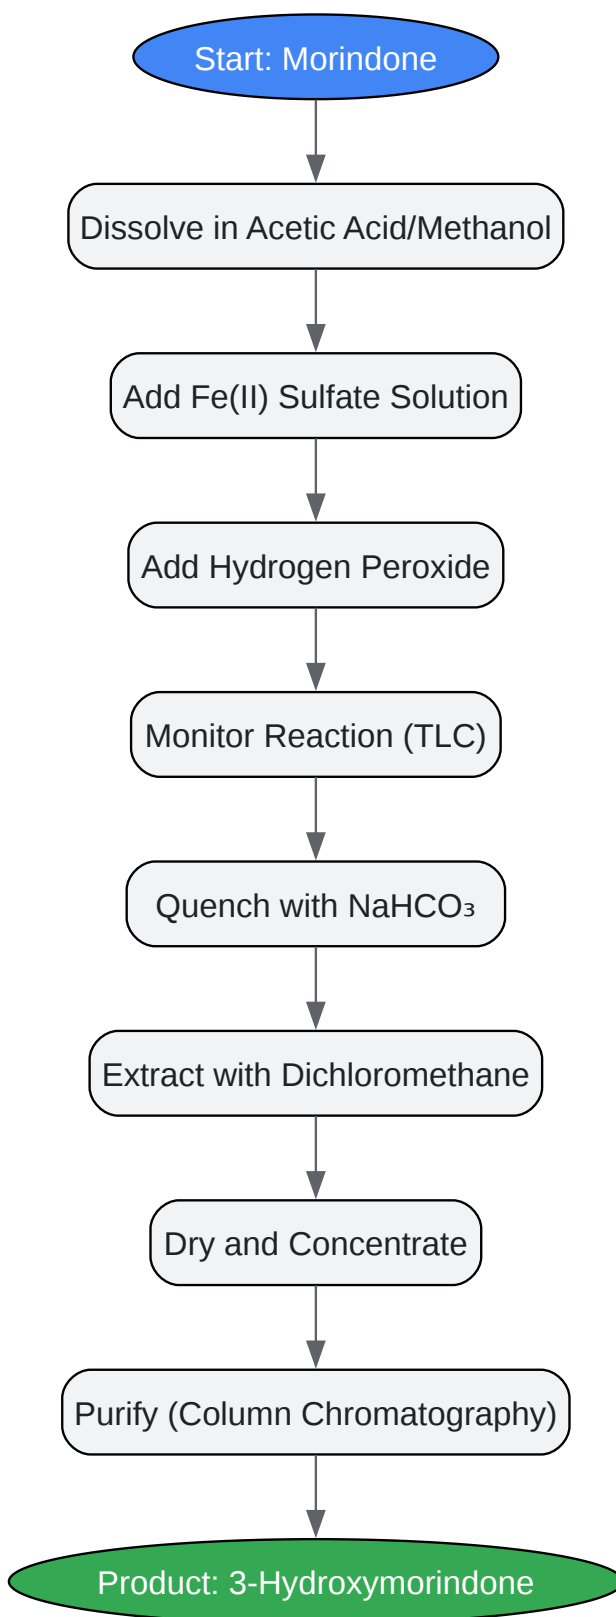 Start: Morindone
Dissolve in Acetic Acid/Methanol
Add Fe(II) Sulfate Solution
Add Hydrogen Peroxide
Monitor Reaction (TLC)
Quench with NaHCO₃
Extract with Dichloromethane
Dry and Concentrate
Purify (Column Chromatography)
Product: 3-Hydroxymorindone